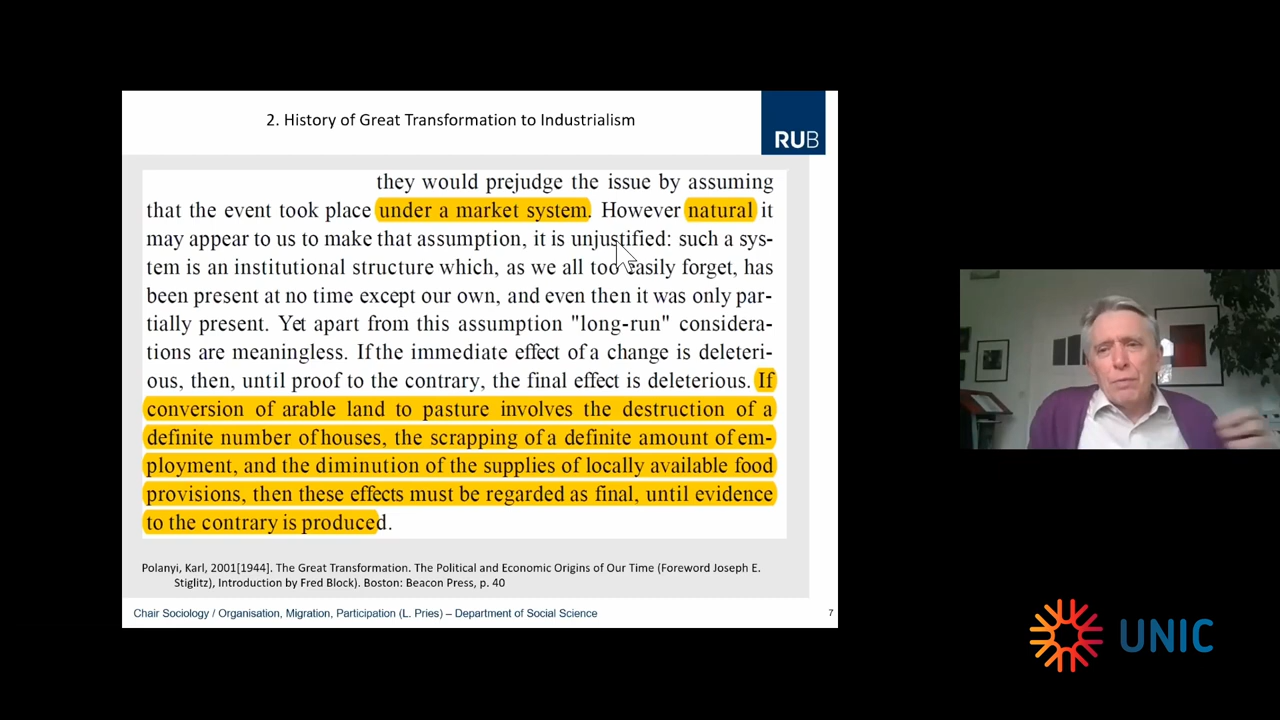 2. History of Great Transformation to Industrialism
RUB
they would prejudge the issue by assuming
that the event took place under a market system. However natural it
may appear to us to make that assumption, it is unjustified: such a sys-
tem is an institutional structure which, as we all too easily forget, has
been present at no time except our own, and even then it was only par-
tially present. Yet apart from this assumption "long-run" considera-
tions are meaningless. If the immediate effect of a change is deleteri-
ous, then, until proof to the contrary, the final effect is deleterious. If
conversion of arable land to pasture involves the destruction of a
definite number of houses, the scrapping of a definite amount of em-
ployment, and the diminution of the supplies of locally available food
provisions, then these effects must be regarded as final, until evidence
to the contrary is produced.
Polanyi, Karl, 2001[1944]. The Great Transformation. The Political and Economic Origins of Our Time (Foreword Joseph E.
Stiglitz), Introduction by Fred Block). Boston: Beacon Press, p. 40
Chair Sociology / Organisation, Migration, Participation (L. Pries) – Department of Social Science
7
UNIC